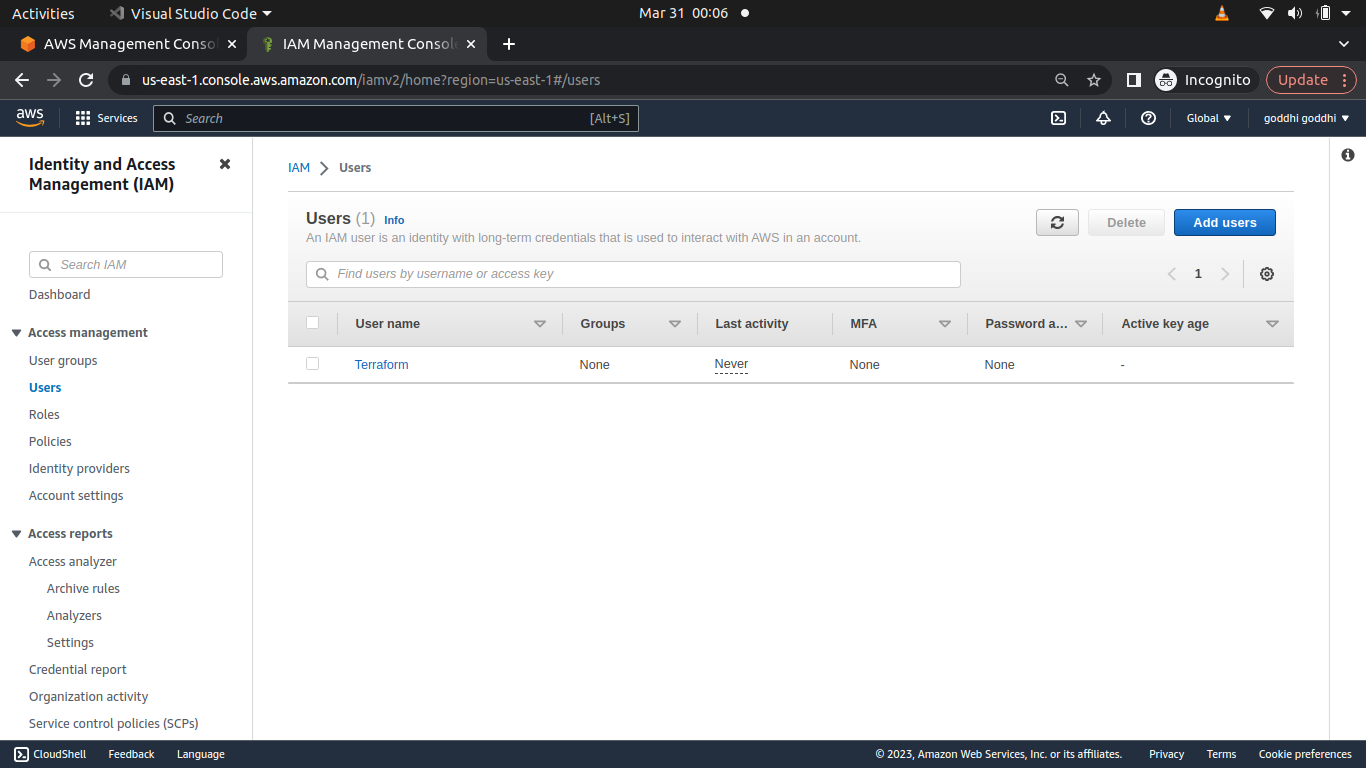 Activities Visual Studio Code Mar 31 00:06
AWS Management Conso IAM Management Consol
us-east-1.console.aws.amazon.com/iamv2/home?region=us-east-1#/users Incognito Update
aws Services Search [Alt+S] Global goddhi goddhi
Identity and Access
Management (IAM)
Search IAM
Dashboard
Access management
User groups
Users
Roles
Policies
Identity providers
Account settings
Access reports
Access analyzer
Archive rules
Analyzers
Settings
Credential report
Organization activity
Service control policies (SCPs)
IAM Users
Users (1) Info
An IAM user is an identity with long-term credentials that is used to interact with AWS in an account.
Delete Add users
Find users by username or access key 1
User name Groups Last activity MFA Password a... Active key age
Terraform None Never None None -
CloudShell Feedback Language © 2023, Amazon Web Services, Inc. or its affiliates. Privacy Terms Cookie preferences